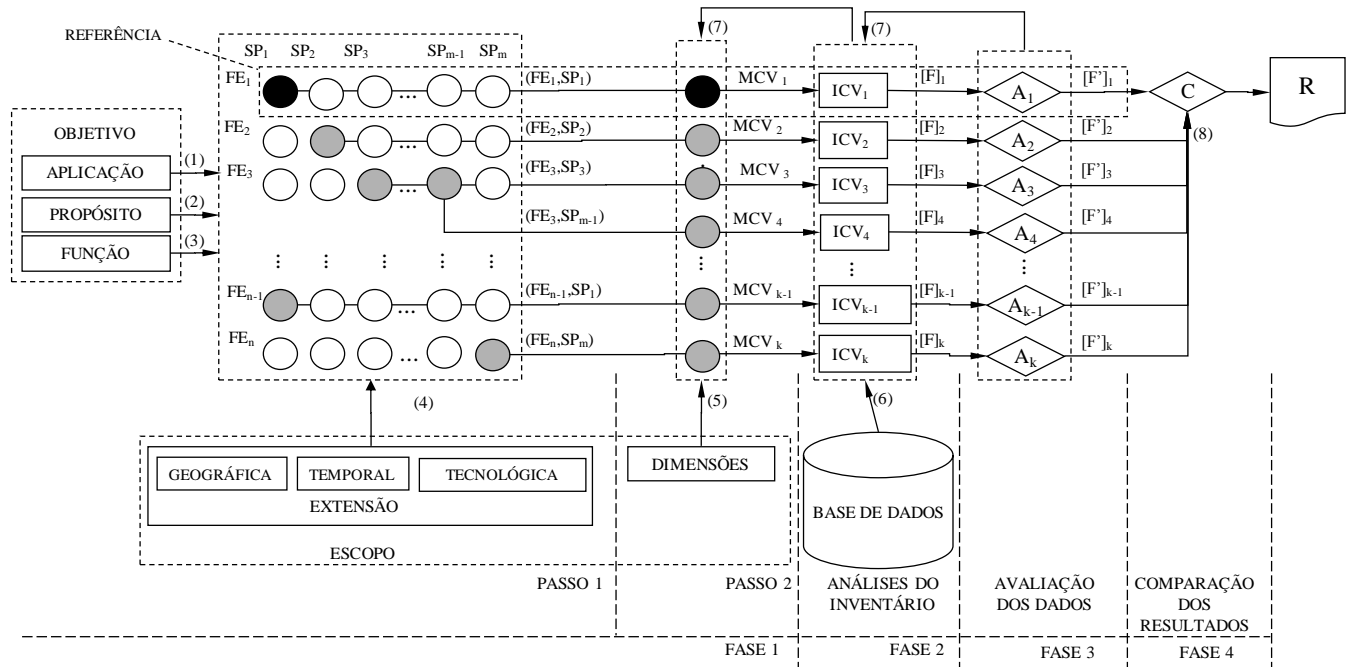 (7)
(7)
REFERÊNCIA
SP1 SP2 SP3 SPm-1 SPm
FE1 ... (FE1,SP1) MCV 1 ICV1 [F]1 A1 [F']1 C R
OBJETIVO
FE2 ... (FE2,SP2) MCV 2 ICV2 [F]2 A2 [F']2 (8)
APLICAÇÃO (1)
FE3 ... (FE3,SP3) MCV 3 ICV3 [F]3 A3 [F']3
PROPÓSITO (2)
(FE3,SPm-1) MCV 4 ICV4 [F]4 A4 [F']4
FUNÇÃO (3)
FEn-1 ... (FEn-1,SP1) MCV k-1 ICVk-1 [F]k-1 Ak-1 [F']k-1
FEn ... (FEn,SPm) MCV k ICVk [F]k Ak [F']k
(4) (5) (6)
GEOGRÁFICA TEMPORAL TECNOLÓGICA
EXTENSÃO
DIMENSÕES
ESCOPO
BASE DE DADOS
PASSO 1
PASSO 2
ANÁLISES DO
INVENTÁRIO
AVALIAÇÃO
DOS DADOS
COMPARAÇÃO
DOS
RESULTADOS
FASE 1 FASE 2 FASE 3 FASE 4